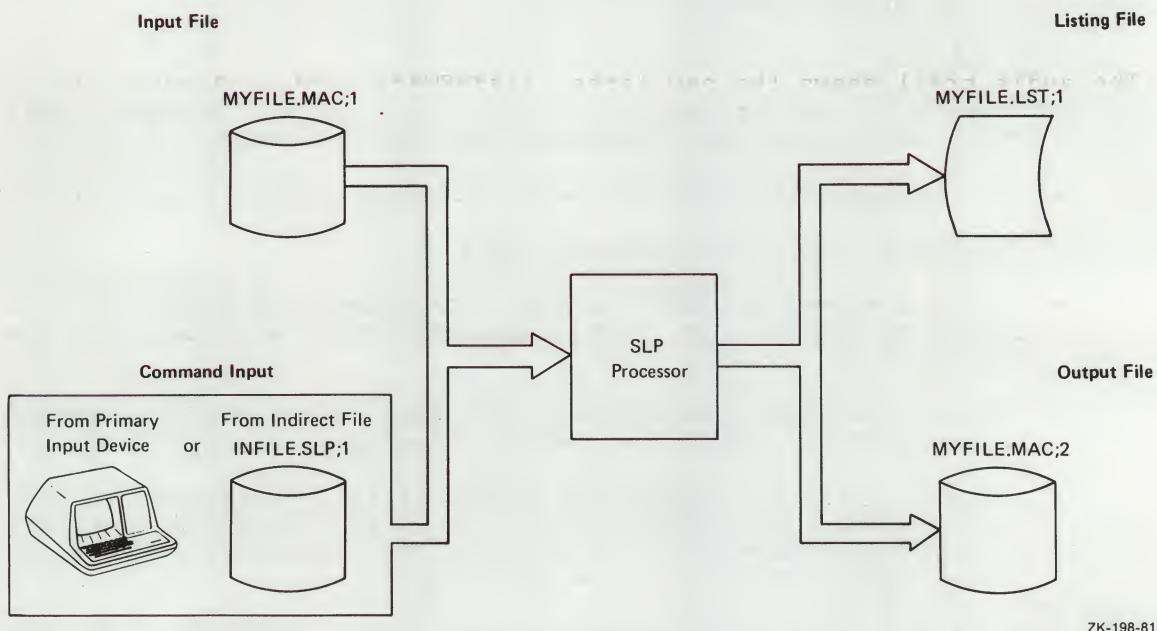 Input File
Listing File
MYFILE.MAC;1
MYFILE.LST;1
SLP
Processor
Command Input
Output File
From Primary
Input Device
or
From Indirect File
INFILE.SLP;1
MYFILE.MAC;2
ZK-198-81